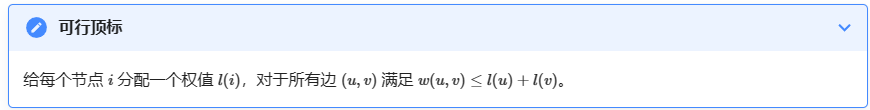 可行顶标
给每个节点 i 分配一个权值 l(i)，对于所有边 (u, v) 满足 w(u, v) ≤ l(u) + l(v)。